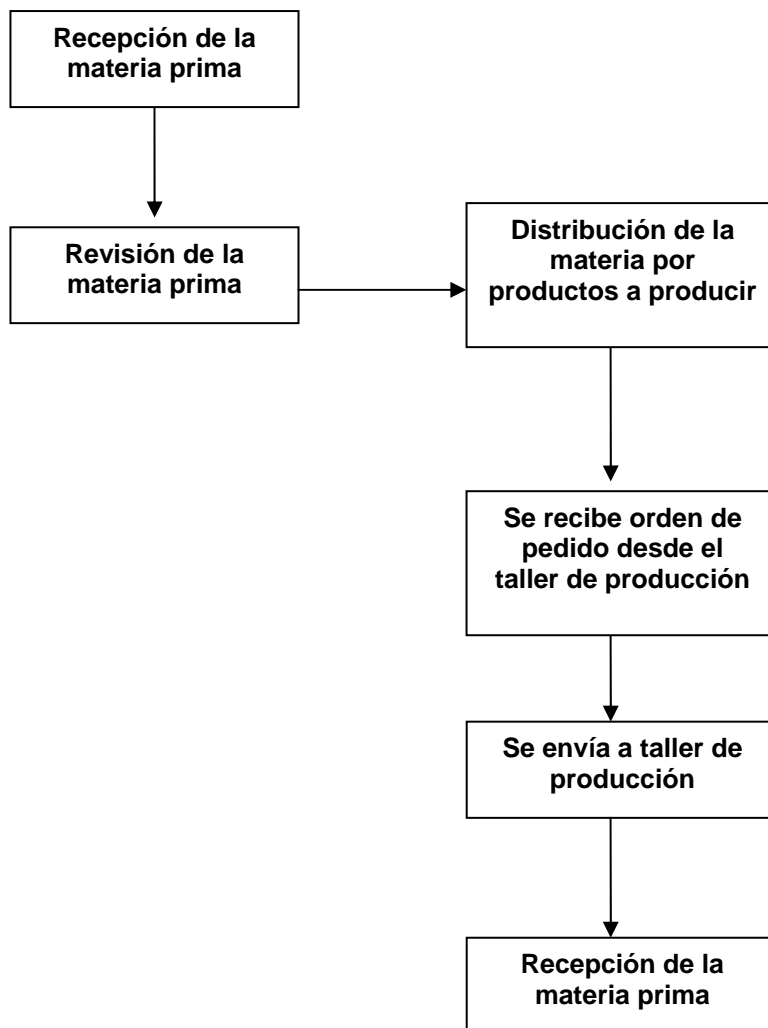 Recepción de la
materia prima
Revisión de la
materia prima
Distribución de la
materia por
productos a producir
Se recibe orden de
pedido desde el
taller de producción
Se envía a taller de
producción
Recepción de la
materia prima